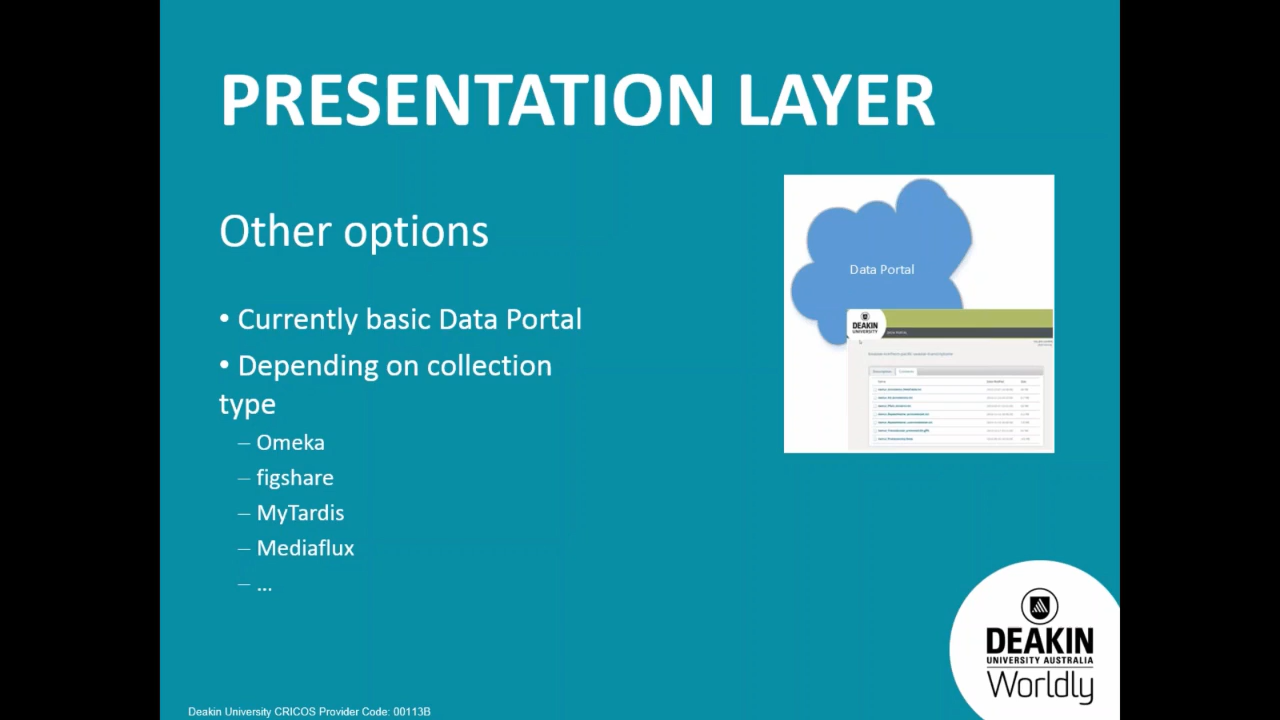 PRESENTATION LAYER
Other options
• Currently basic Data Portal
• Depending on collection
type
– Omeka
– figshare
– MyTardis
– Mediaflux
– ...
Data Portal
DEAKIN
UNIVERSITY
DEAKIN
UNIVERSITY AUSTRALIA
Worldly
Deakin University CRICOS Provider Code: 00113B